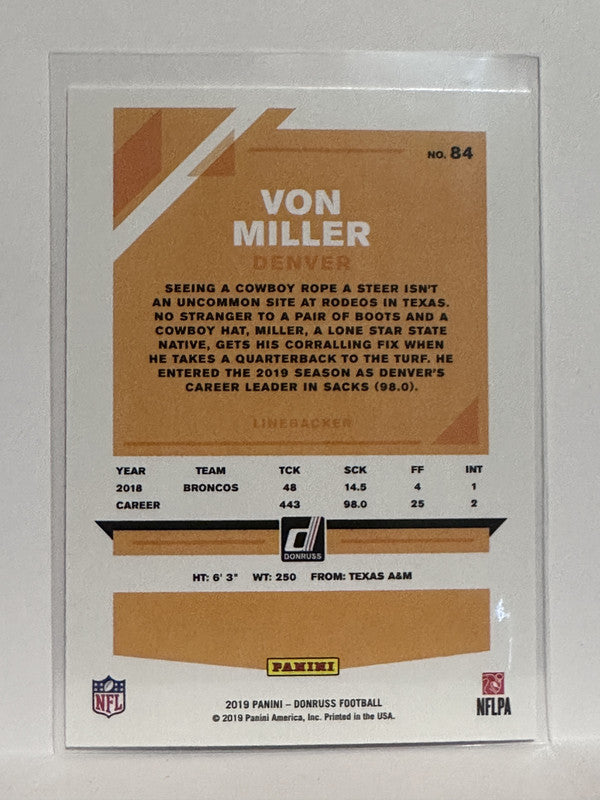 NO. 84
VON
MILLER
DENVER
SEEING A COWBOY ROPE A STEER ISN'T
AN UNCOMMON SITE AT RODEOS IN TEXAS.
NO STRANGER TO A PAIR OF BOOTS AND A
COWBOY HAT, MILLER, A LONE STAR STATE
NATIVE, GETS HIS CORRALLING FIX WHEN
HE TAKES A QUARTERBACK TO THE TURF. HE
ENTERED THE 2019 SEASON AS DENVER'S
CAREER LEADER IN SACKS (98.0).
LINEBACKER
YEAR TEAM TCK SCK FF INT
2018 BRONCOS 48 14.5 4 1
CAREER 443 98.0 25 2
DONRUSS
HT: 6' 3" WT: 250 FROM: TEXAS A&M
PANINI
NFL
2019 PANINI – DONRUSS FOOTBALL
© 2019 Panini America, Inc. Printed in the USA.
NFLPA